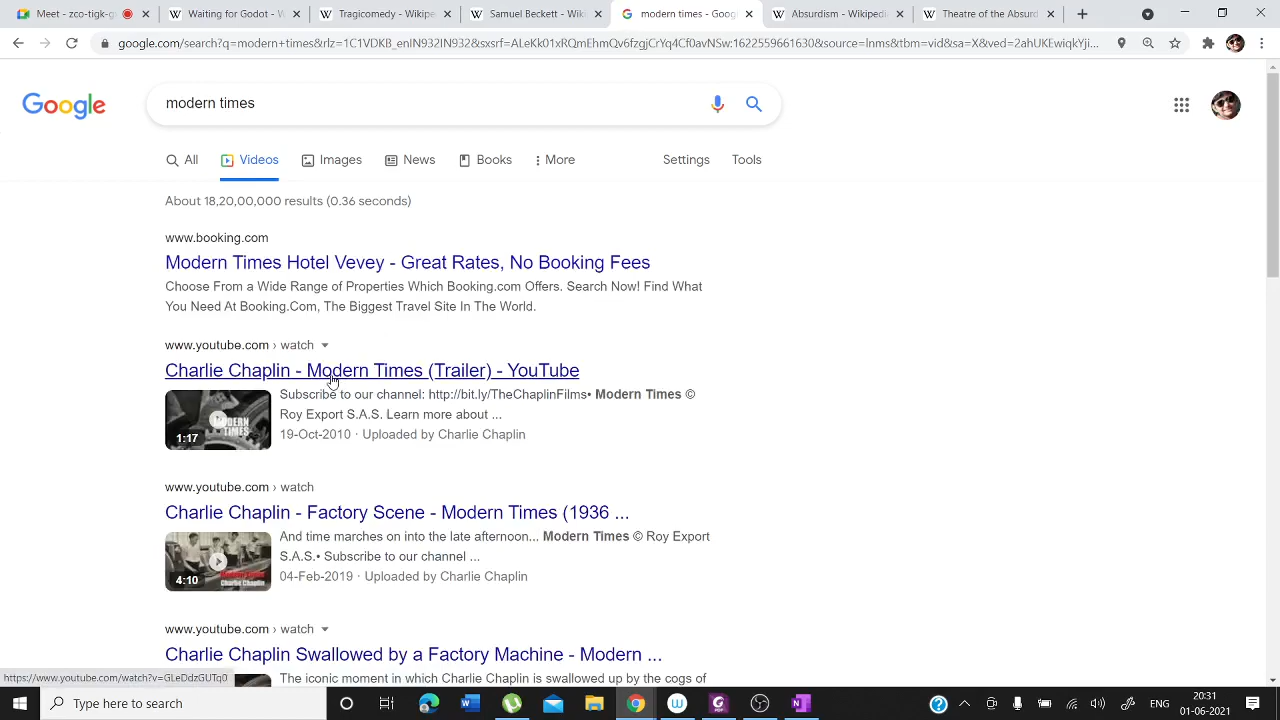 Meet - zco-tigk-g
Waiting for Godot - W
Tragicomedy - Wikipe
Samuel Beckett - Wiki
modern times - Goog
Absurdism - Wikipedi
Theatre of the Absurd
google.com/search?q=modern+times&rlz=1C1VDKB_enIN932IN932&sxsrf=ALeKk01xRQmEhmQv6fzgjCrYq4Cf0avNSw:1622559661630&source=lnms&tbm=vid&sa=X&ved=2ahUKEwiqkYji...
Google
modern times
All
Videos
Images
News
Books
More
Settings
Tools
About 18,20,00,000 results (0.36 seconds)
www.booking.com
Modern Times Hotel Vevey - Great Rates, No Booking Fees
Choose From a Wide Range of Properties Which Booking.com Offers. Search Now! Find What
You Need At Booking.Com, The Biggest Travel Site In The World.
www.youtube.com › watch
Charlie Chaplin - Modern Times (Trailer) - YouTube
MODERN
TIMES
1:17
Subscribe to our channel: http://bit.ly/TheChaplinFilms• Modern Times ©
Roy Export S.A.S. Learn more about ...
19-Oct-2010 · Uploaded by Charlie Chaplin
www.youtube.com › watch
Charlie Chaplin - Factory Scene - Modern Times (1936 ...
Modern Times
Charlie Chaplin
4:10
And time marches on into the late afternoon... Modern Times © Roy Export
S.A.S.• Subscribe to our channel ...
04-Feb-2019 · Uploaded by Charlie Chaplin
www.youtube.com › watch
Charlie Chaplin Swallowed by a Factory Machine - Modern ...
The iconic moment in which Charlie Chaplin is swallowed up by the cogs of
https://www.youtube.com/watch?v=GLeDdzGUTq0
Type here to search
ENG
20:31
01-06-2021